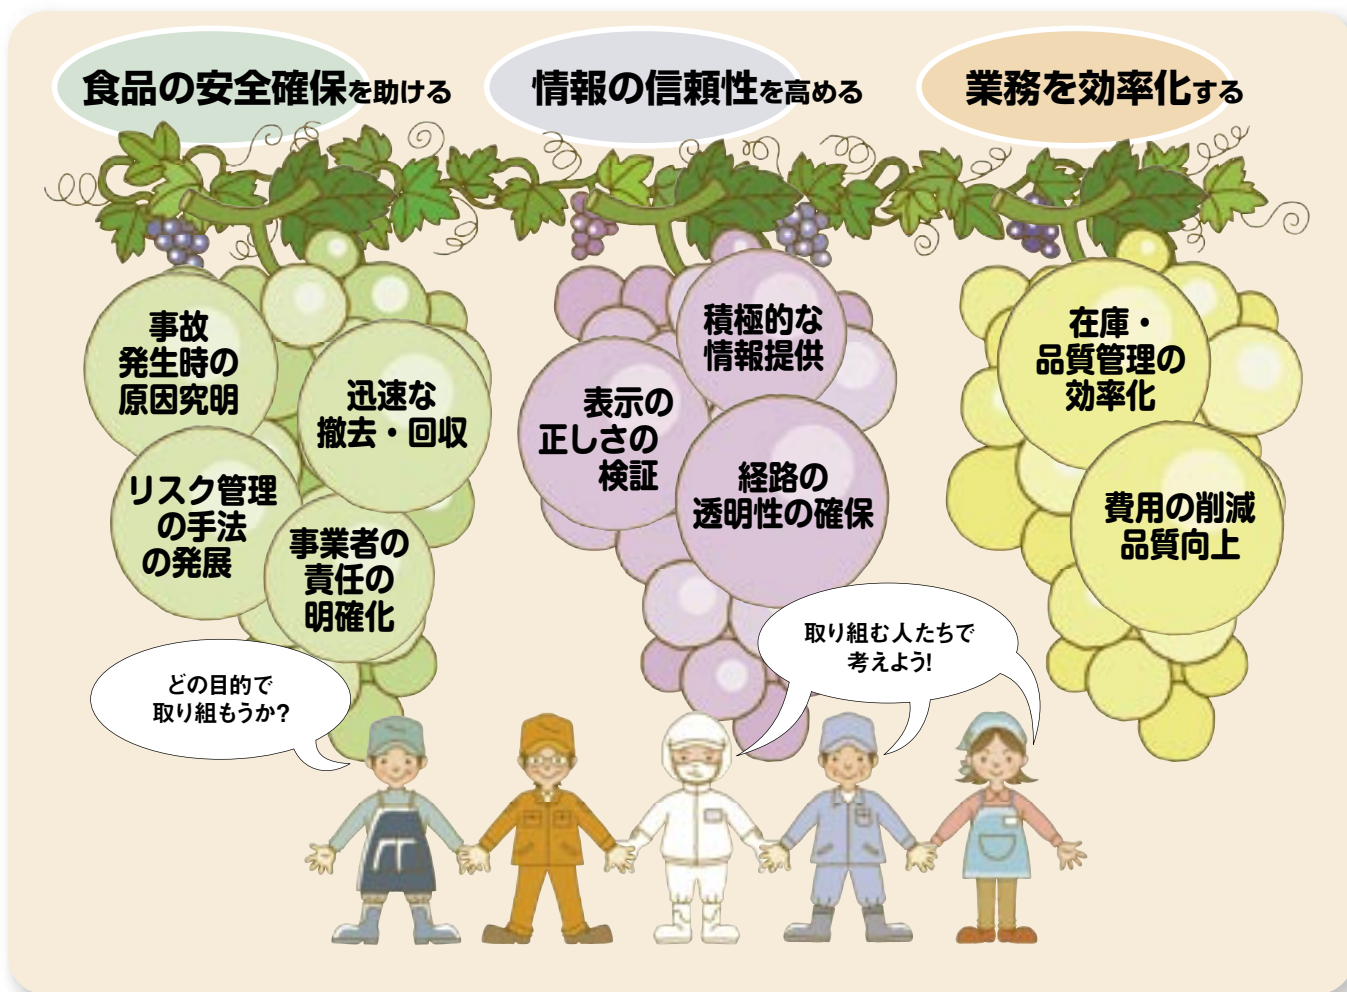 食品の安全確保を助ける
情報の信頼性を高める
業務を効率化する
事故
発生時の
原因究明
迅速な
撤去・回収
リスク管理
の手法
の発展
事業者の
責任の
明確化
積極的な
情報提供
表示の
正しさの
検証
経路の
透明性の確保
在庫・
品質管理の
効率化
費用の削減
品質向上
どの目的で
取り組もうか?
取り組む人たちで
考えよう!